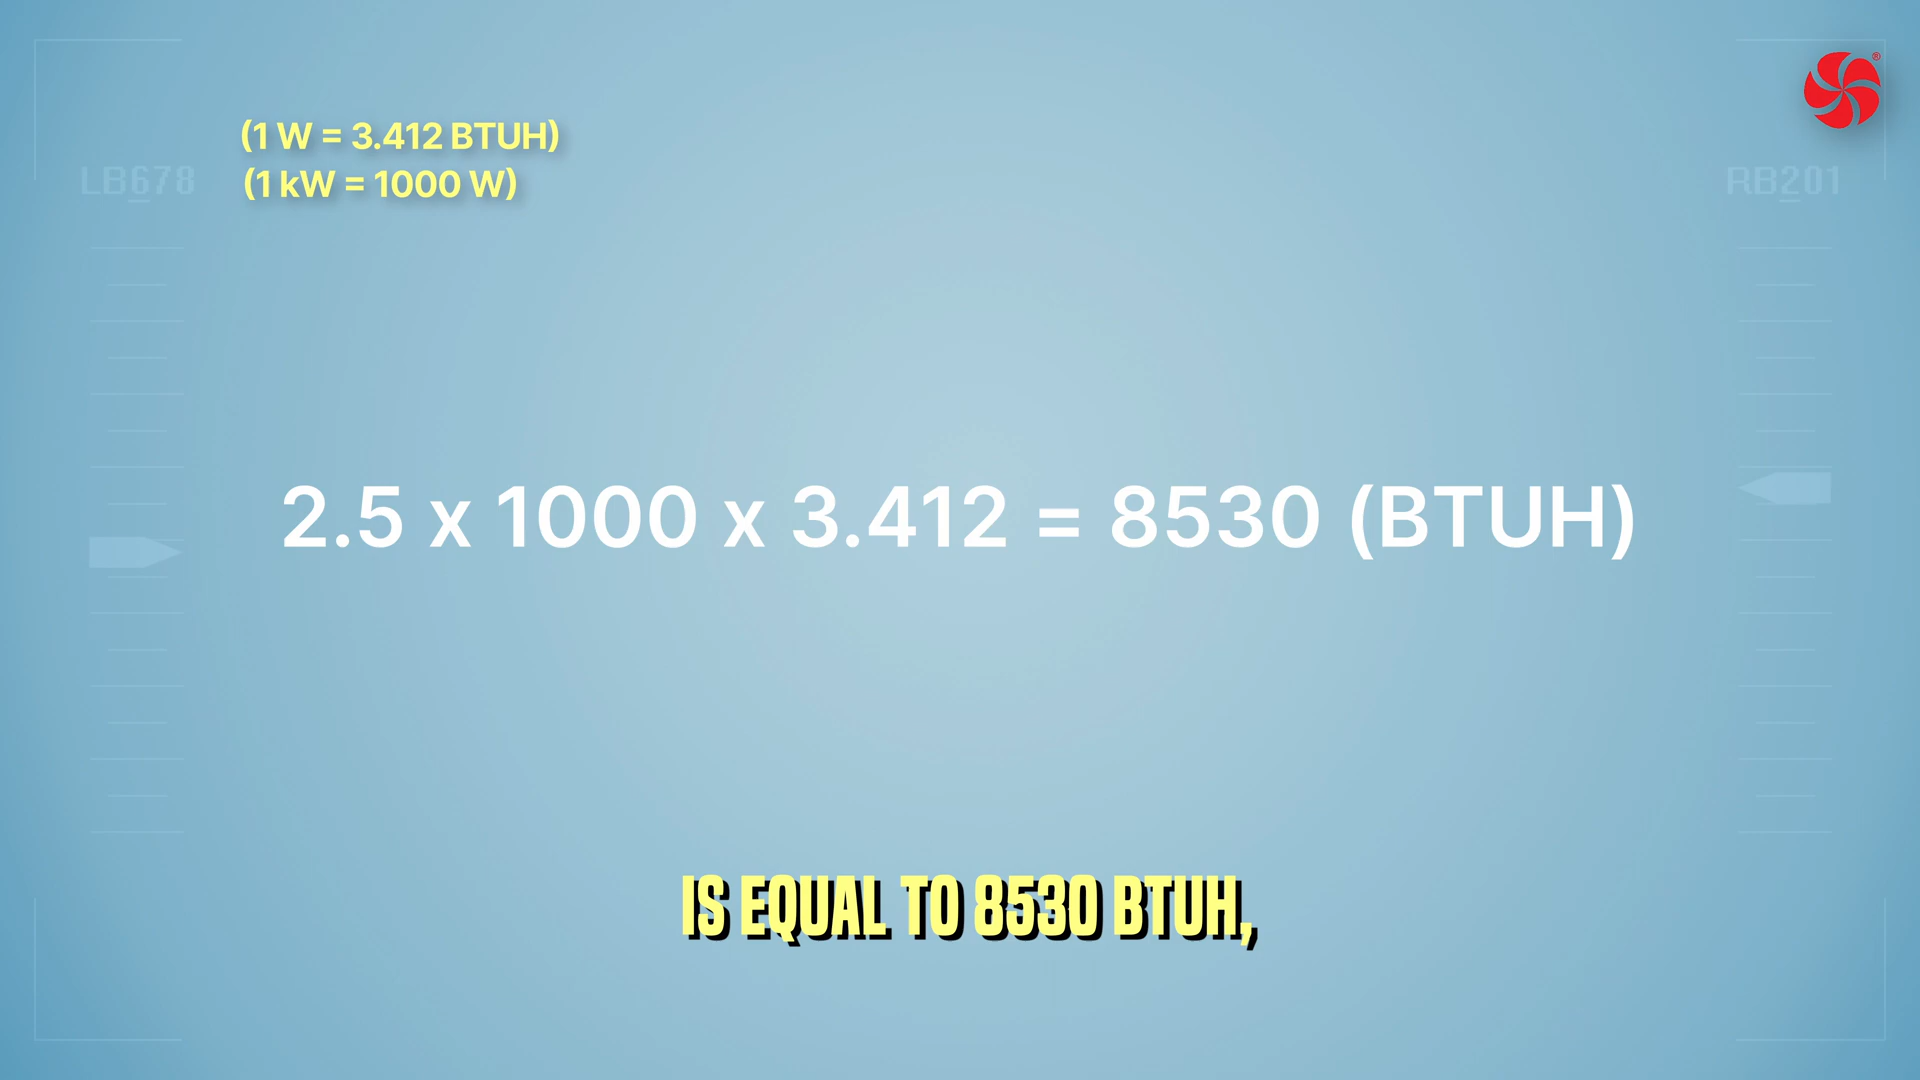 (1 W = 3.412 BTUH)
(1 kW = 1000 W)
LB678
RB201
2.5 x 1000 x 3.412 = 8530 (BTUH)
IS EQUAL TO 8530 BTUH,